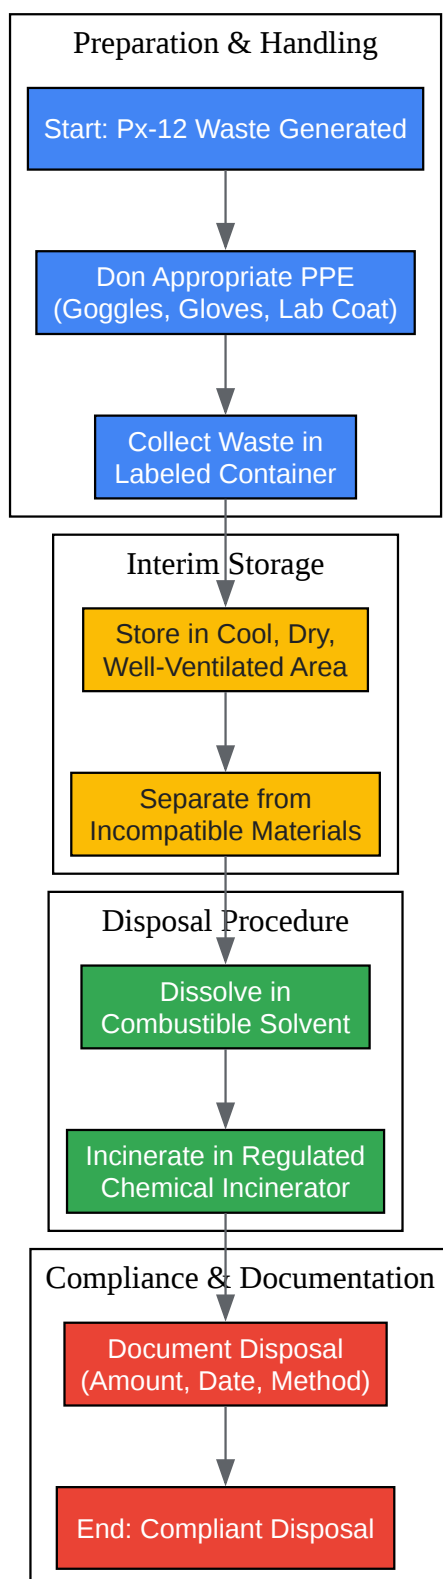 Preparation & Handling
Start: Px-12 Waste Generated
Don Appropriate PPE
(Goggles, Gloves, Lab Coat)
Collect Waste in
Labeled Container
Interim Storage
Store in Cool, Dry,
Well-Ventilated Area
Separate from
Incompatible Materials
Disposal Procedure
Dissolve in
Combustible Solvent
Incinerate in Regulated
Chemical Incinerator
Compliance & Documentation
Document Disposal
(Amount, Date, Method)
End: Compliant Disposal